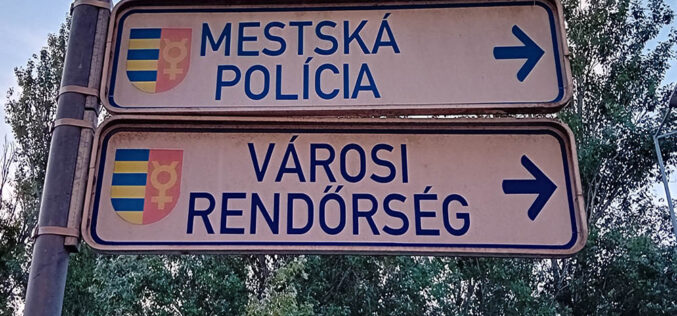 MESTSKÁ
POLÍCIA
VÁROSI
RENDŐRSÉG